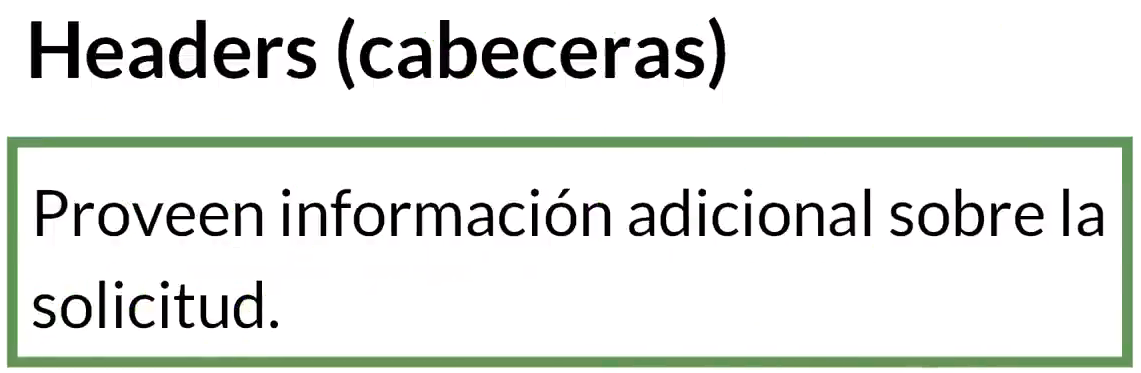 Headers (cabeceras)
Proveen información adicional sobre la
solicitud.